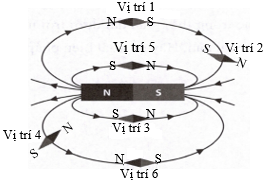 Vị trí 1
N S
Vị trí 5
S N
S Vị trí 2
N
N S
S N
Vị trí 3
Vị trí 4 N
S
N S
Vị trí 6